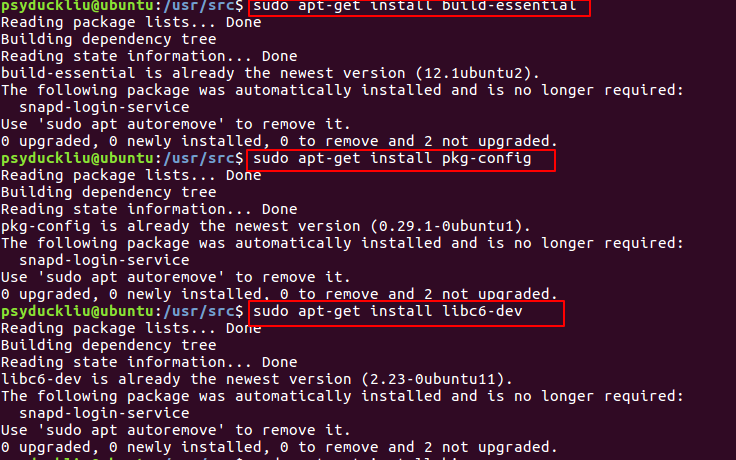 psyduckliu@ubuntu:/usr/src$ sudo apt-get install build-essential
Reading package lists... Done
Building dependency tree
Reading state information... Done
build-essential is already the newest version (12.1ubuntu2).
The following package was automatically installed and is no longer required:
  snapd-login-service
Use 'sudo apt autoremove' to remove it.
0 upgraded, 0 newly installed, 0 to remove and 2 not upgraded.
psyduckliu@ubuntu:/usr/src$ sudo apt-get install pkg-config
Reading package lists... Done
Building dependency tree
Reading state information... Done
pkg-config is already the newest version (0.29.1-0ubuntu1).
The following package was automatically installed and is no longer required:
  snapd-login-service
Use 'sudo apt autoremove' to remove it.
0 upgraded, 0 newly installed, 0 to remove and 2 not upgraded.
psyduckliu@ubuntu:/usr/src$ sudo apt-get install libc6-dev
Reading package lists... Done
Building dependency tree
Reading state information... Done
libc6-dev is already the newest version (2.23-0ubuntu11).
The following package was automatically installed and is no longer required:
  snapd-login-service
Use 'sudo apt autoremove' to remove it.
0 upgraded, 0 newly installed, 0 to remove and 2 not upgraded.